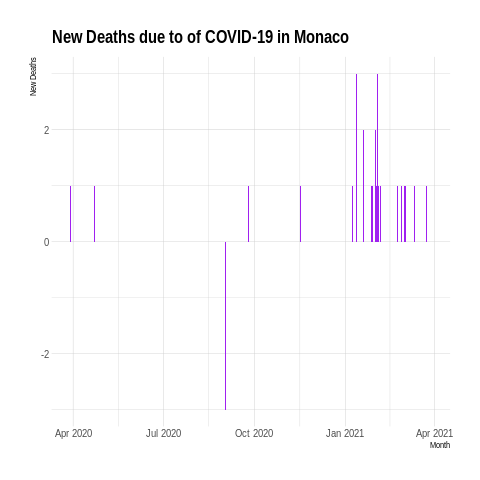 New Deaths due to of COVID-19 in Monaco
New Deaths
2
0
-2
Apr 2020 Jul 2020 Oct 2020 Jan 2021 Apr 2021
Month